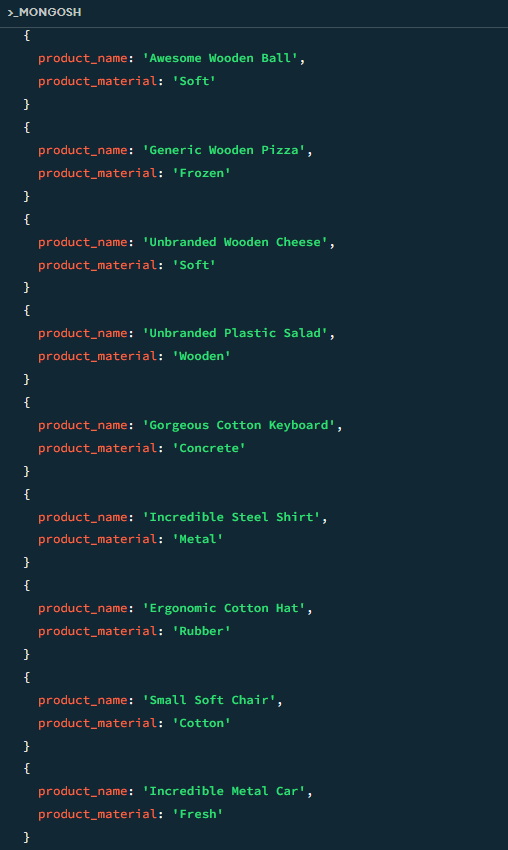 >_MONGOSH
{
product_name: 'Awesome Wooden Ball',
product_material: 'Soft'
}
{
product_name: 'Generic Wooden Pizza',
product_material: 'Frozen'
}
{
product_name: 'Unbranded Wooden Cheese',
product_material: 'Soft'
}
{
product_name: 'Unbranded Plastic Salad',
product_material: 'Wooden'
}
{
product_name: 'Gorgeous Cotton Keyboard',
product_material: 'Concrete'
}
{
product_name: 'Incredible Steel Shirt',
product_material: 'Metal'
}
{
product_name: 'Ergonomic Cotton Hat',
product_material: 'Rubber'
}
{
product_name: 'Small Soft Chair',
product_material: 'Cotton'
}
{
product_name: 'Incredible Metal Car',
product_material: 'Fresh'
}